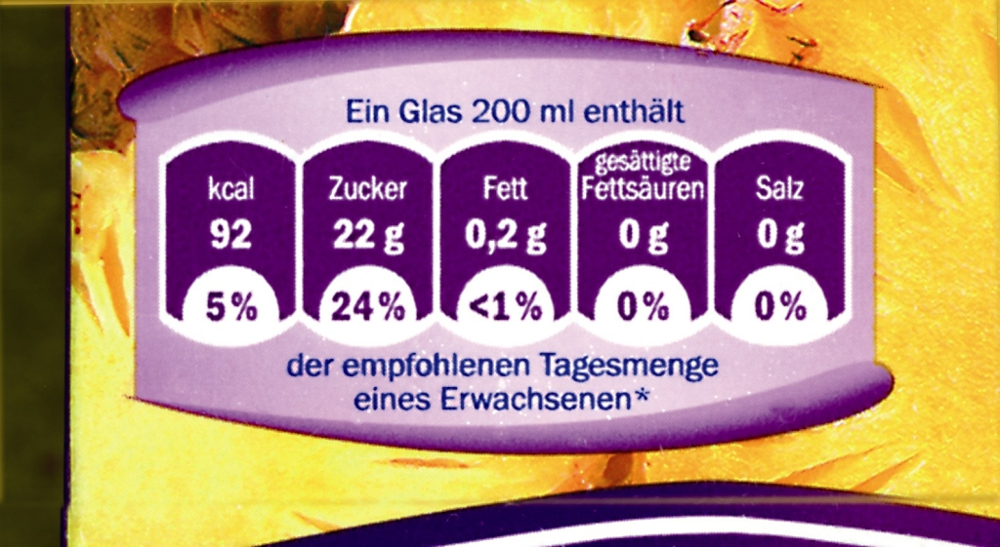 Ein Glas 200 ml enthält
kcal
92
5%
Zucker
22 g
24%
Fett
0,2 g
<1%
gesättigte
Fettsäuren
0 g
0%
Salz
0 g
0%
der empfohlenen Tagesmenge
eines Erwachsenen*